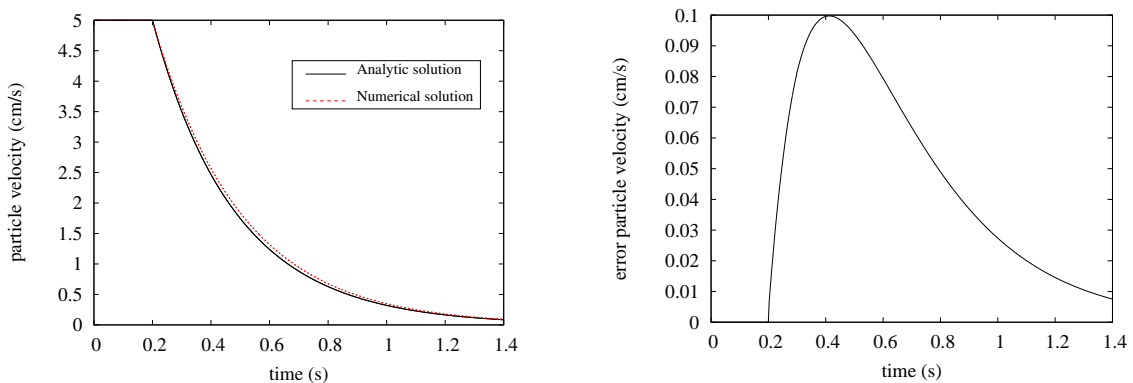 5
4.5
4
3.5
3
2.5
2
1.5
1
0.5
0
0 0.2 0.4 0.6 0.8 1 1.2 1.4
particle velocity (cm/s)
time (s)
Analytic solution
Numerical solution
0.1
0.09
0.08
0.07
0.06
0.05
0.04
0.03
0.02
0.01
0
0 0.2 0.4 0.6 0.8 1 1.2 1.4
error particle velocity (cm/s)
time (s)